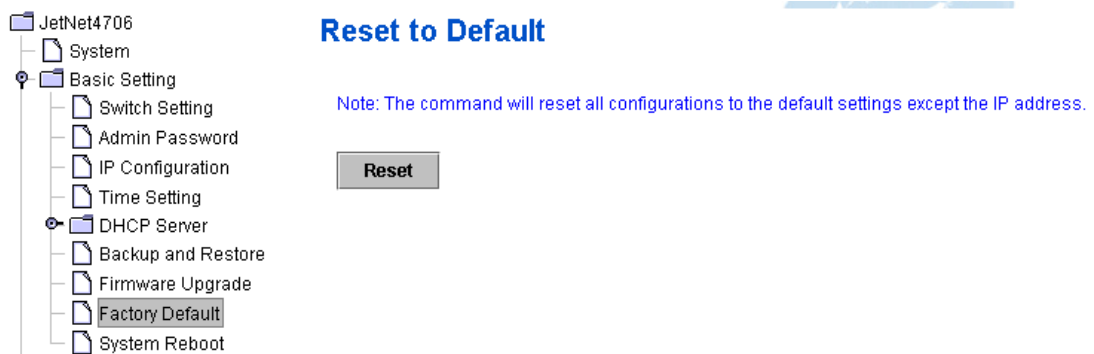 JetNet4706
System
Basic Setting
Switch Setting
Admin Password
IP Configuration
Time Setting
DHCP Server
Backup and Restore
Firmware Upgrade
Factory Default
System Reboot
Reset to Default
Note: The command will reset all configurations to the default settings except the IP address.
Reset